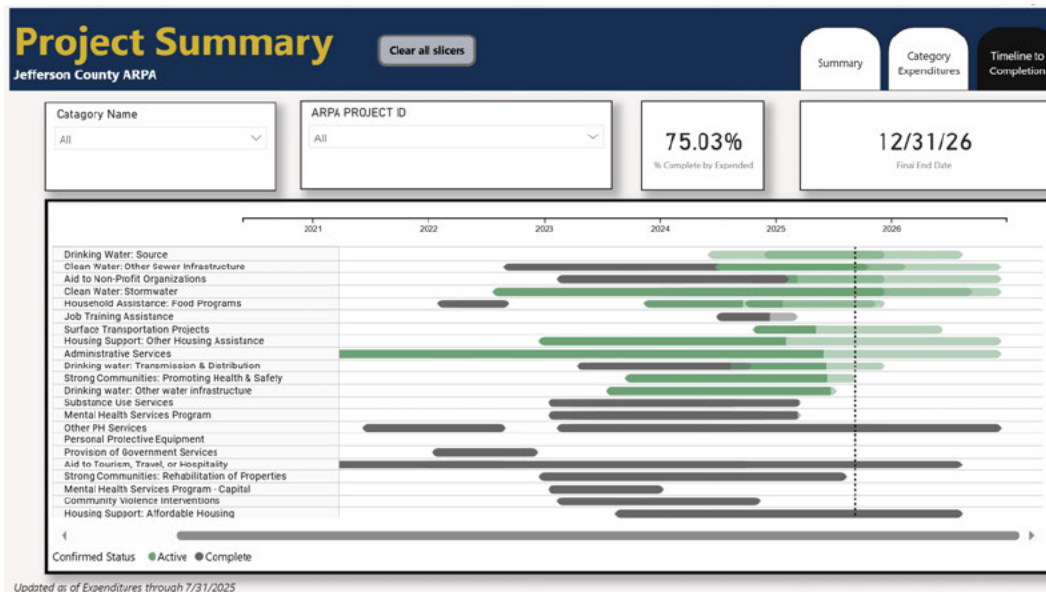 Project Summary
Jefferson County ARPA
Clear all slicers
Summary
Category
Expenditures
Timeline to
Completion
Catagory Name
All
ARPA PROJECT ID
All
75.03%
% Complete by Expended
12/31/26
Final End Date
2021 2022 2023 2024 2025 2026
Drinking Water: Source
Clean Water: Other Sewer Infrastructure
Aid to Non-Profit Organizations
Clean Water: Stormwater
Household Assistance: Food Programs
Job Training Assistance
Surface Transportation Projects
Housing Support: Other Housing Assistance
Administrative Services
Drinking water: Transmission & Distribution
Strong Communities: Promoting Health & Safety
Drinking water: Other water infrastructure
Substance Use Services
Mental Health Services Program
Other PH Services
Personal Protective Equipment
Provision of Government Services
Aid to Tourism, Travel, or Hospitality
Strong Communities: Rehabilitation of Properties
Mental Health Services Program - Capital
Community Violence Interventions
Housing Support: Affordable Housing
Confirmed Status Active Complete
Updated as of Expenditures through 7/31/2025